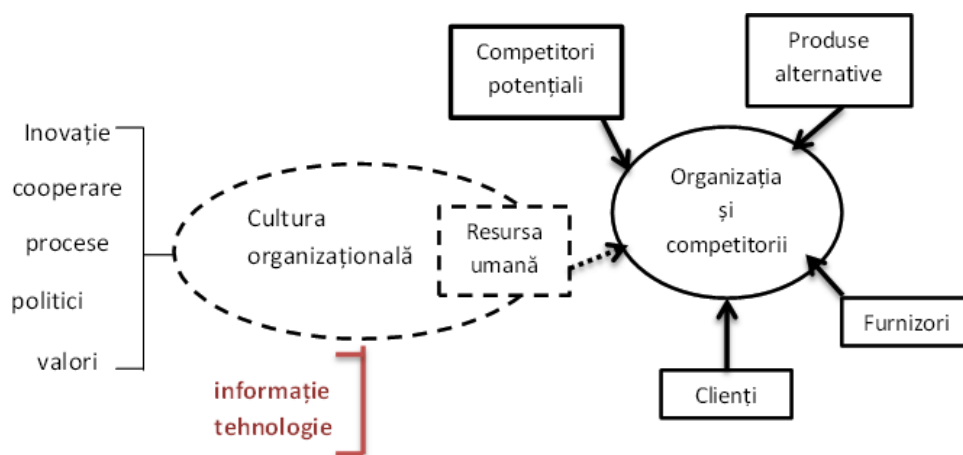 Competitori
potențiali
Produse
alternative
Inovație
cooperare
procese
politici
valori
Cultura
organizațională
Resursa
umană
Organizația
și
competitorii
Furnizori
Clienți
informație
tehnologie